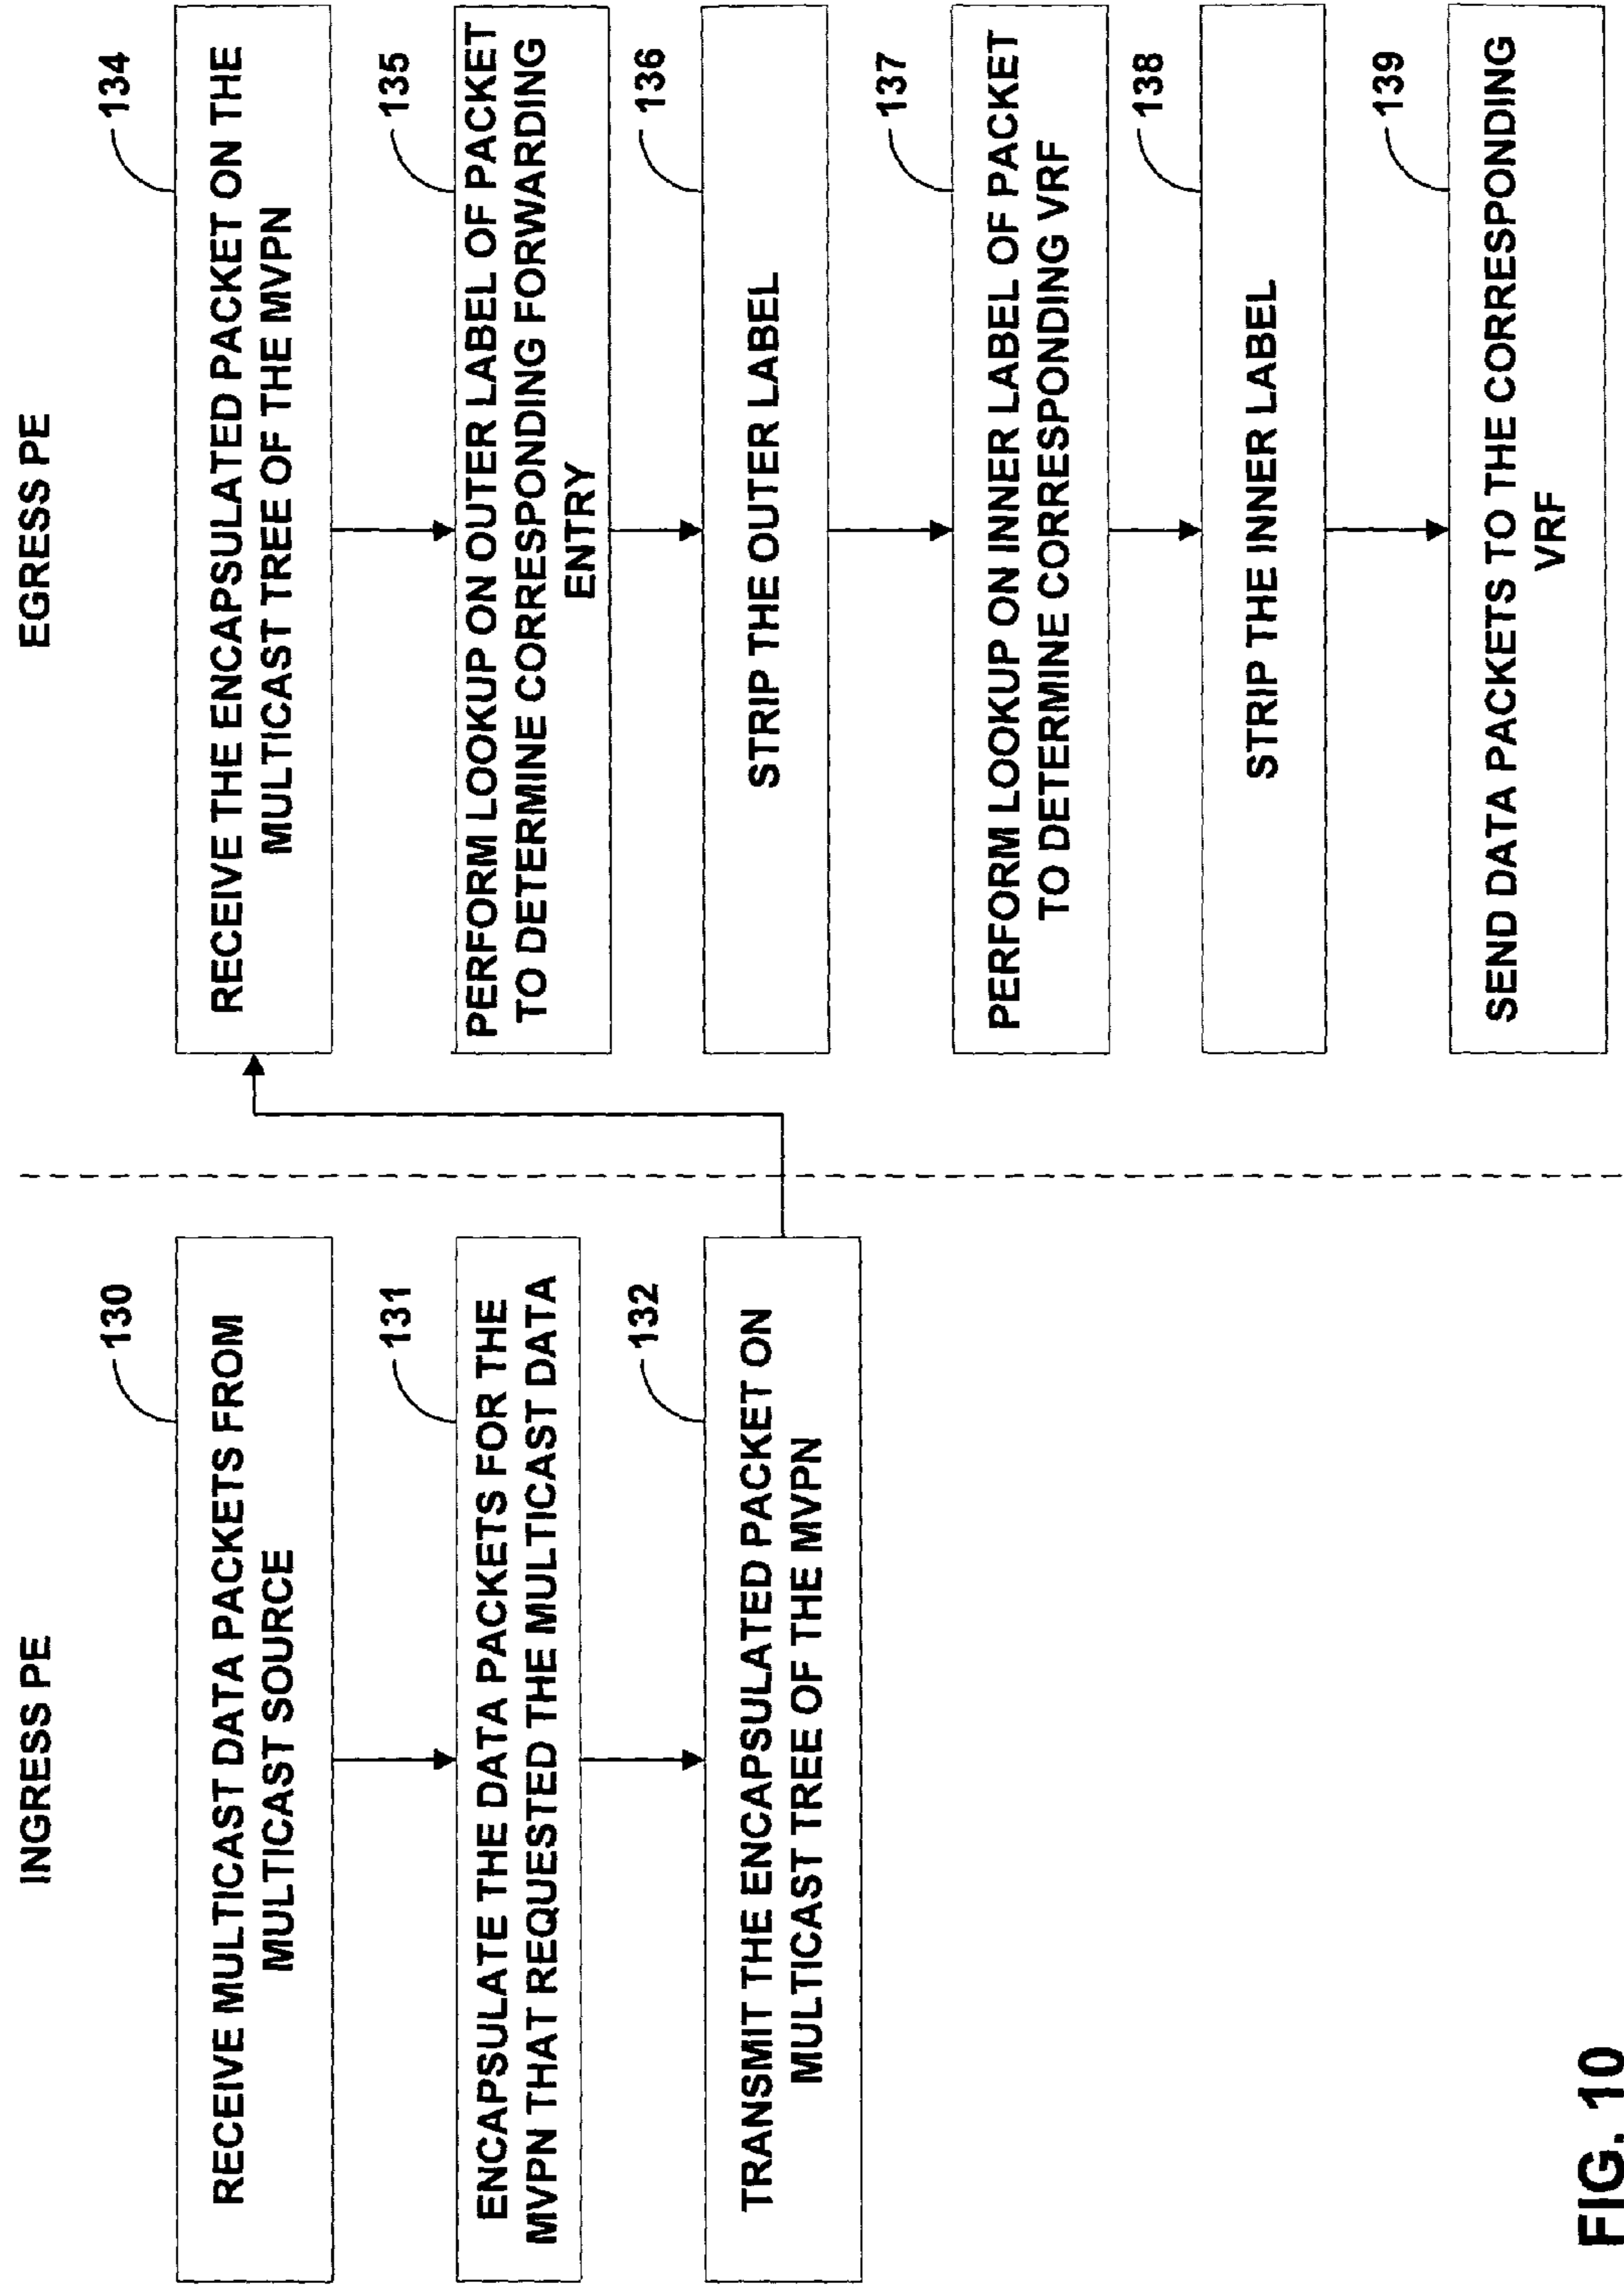 INGRESS PE
130
RECEIVE MULTICAST DATA PACKETS FROM
MULTICAST SOURCE
131
ENCAPSULATE THE DATA PACKETS FOR THE
MVPN THAT REQUESTED THE MULTICAST DATA
132
TRANSMIT THE ENCAPSULATED PACKET ON
MULTICAST TREE OF THE MVPN
EGRESS PE
134
RECEIVE THE ENCAPSULATED PACKET ON THE
MULTICAST TREE OF THE MVPN
135
PERFORM LOOKUP ON OUTER LABEL OF PACKET
TO DETERMINE CORRESPONDING FORWARDING
ENTRY
136
STRIP THE OUTER LABEL
137
PERFORM LOOKUP ON INNER LABEL OF PACKET
TO DETERMINE CORRESPONDING VRF
138
STRIP THE INNER LABEL
139
SEND DATA PACKETS TO THE CORRESPONDING
VRF
FIG. 10